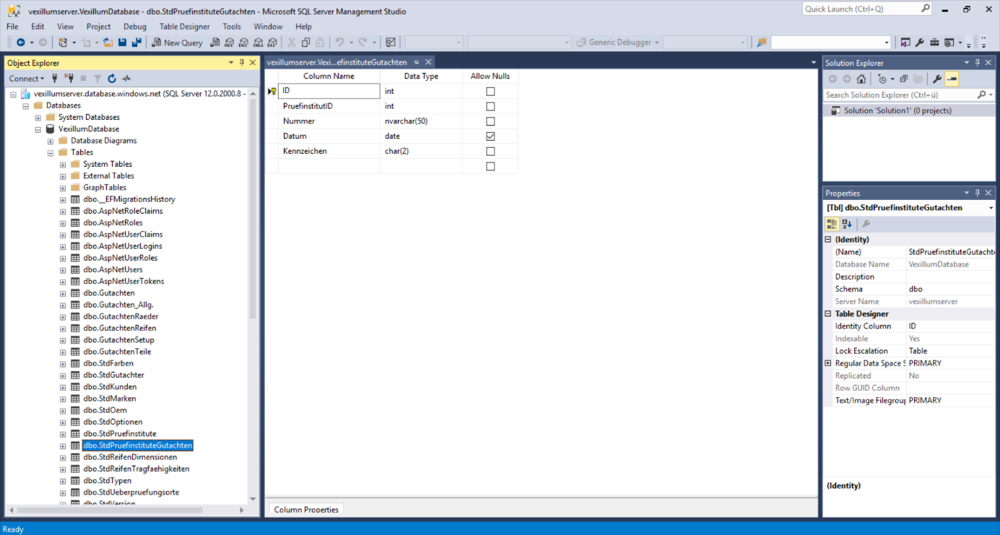 vexillumserver.VexillumDatabase - dbo.StdPruefinstituteGutachten - Microsoft SQL Server Management Studio
Quick Launch (Ctrl+Q)
File Edit View Project Debug Table Designer Tools Window Help
New Query
Generic Debugger
Object Explorer
Connect
vexillumserver.database.windows.net (SQL Server 12.0.2000.8 -
Databases
System Databases
VexillumDatabase
Database Diagrams
Tables
System Tables
External Tables
GraphTables
dbo.__EFMigrationsHistory
dbo.AspNetRoleClaims
dbo.AspNetRoles
dbo.AspNetUserClaims
dbo.AspNetUserLogins
dbo.AspNetUserRoles
dbo.AspNetUsers
dbo.AspNetUserTokens
dbo.Gutachten
dbo.Gutachten_Allg.
dbo.GutachtenRaeder
dbo.GutachtenReifen
dbo.GutachtenSetup
dbo.GutachtenTeile
dbo.StdFarben
dbo.StdGutachter
dbo.StdKunden
dbo.StdMarken
dbo.StdOem
dbo.StdOptionen
dbo.StdPruefinstitute
dbo.StdPruefinstituteGutachten
dbo.StdReifenDimensionen
dbo.StdReifenTragfaehigkeiten
dbo.StdTypen
dbo.StdUeberpruefungsorte
dbo.StdVersion
vexillumserver.Vexi...efinstituteGutachten
Column Name Data Type Allow Nulls
ID int
PruefinstitutID int
Nummer nvarchar(50)
Datum date
Kennzeichen char(2)
Column Properties
Solution Explorer
Search Solution Explorer (Ctrl+ü)
Solution 'Solution1' (0 projects)
Properties
[Tbl] dbo.StdPruefinstituteGutachten
(Identity)
(Name) StdPruefinstituteGutachte
Database Name VexillumDatabase
Description
Schema dbo
Server Name vexillumserver
Table Designer
Identity Column ID
Indexable Yes
Lock Escalation Table
Regular Data Space S PRIMARY
Replicated No
Row GUID Column
Text/Image Filegroup PRIMARY
(Identity)
Ready